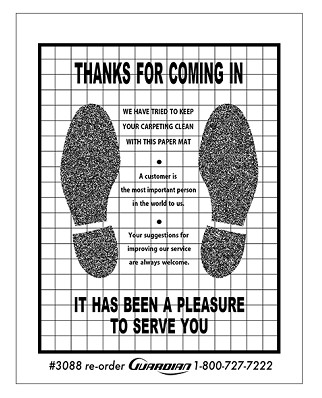 THANKS FOR COMING IN
WE HAVE TRIED TO KEEP
YOUR CARPETING CLEAN
WITH THIS PAPER MAT
•
A customer is
the most important person
in the world to us.
•
Your suggestions for
improving our service
are always welcome.
IT HAS BEEN A PLEASURE
TO SERVE YOU
#3088 re-order GUARDIAN 1-800-727-7222